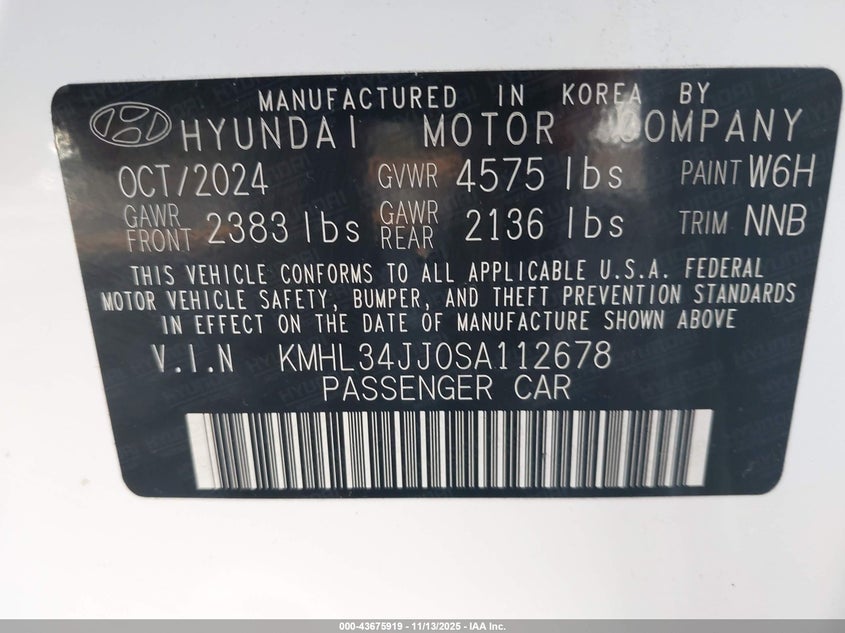 MANUFACTURED IN KOREA BY
HYUNDAI MOTOR COMPANY
OCT/2024 GVWR 4575 lbs PAINT W6H
GAWR FRONT 2383 lbs GAWR REAR 2136 lbs TRIM NNB
THIS VEHICLE CONFORMS TO ALL APPLICABLE U.S.A. FEDERAL
MOTOR VEHICLE SAFETY, BUMPER, AND THEFT PREVENTION STANDARDS
IN EFFECT ON THE DATE OF MANUFACTURE SHOWN ABOVE
V.I.N KMHL34JJ0SA112678
PASSENGER CAR
000-43675919 - 11/13/2025 - IAA Inc.